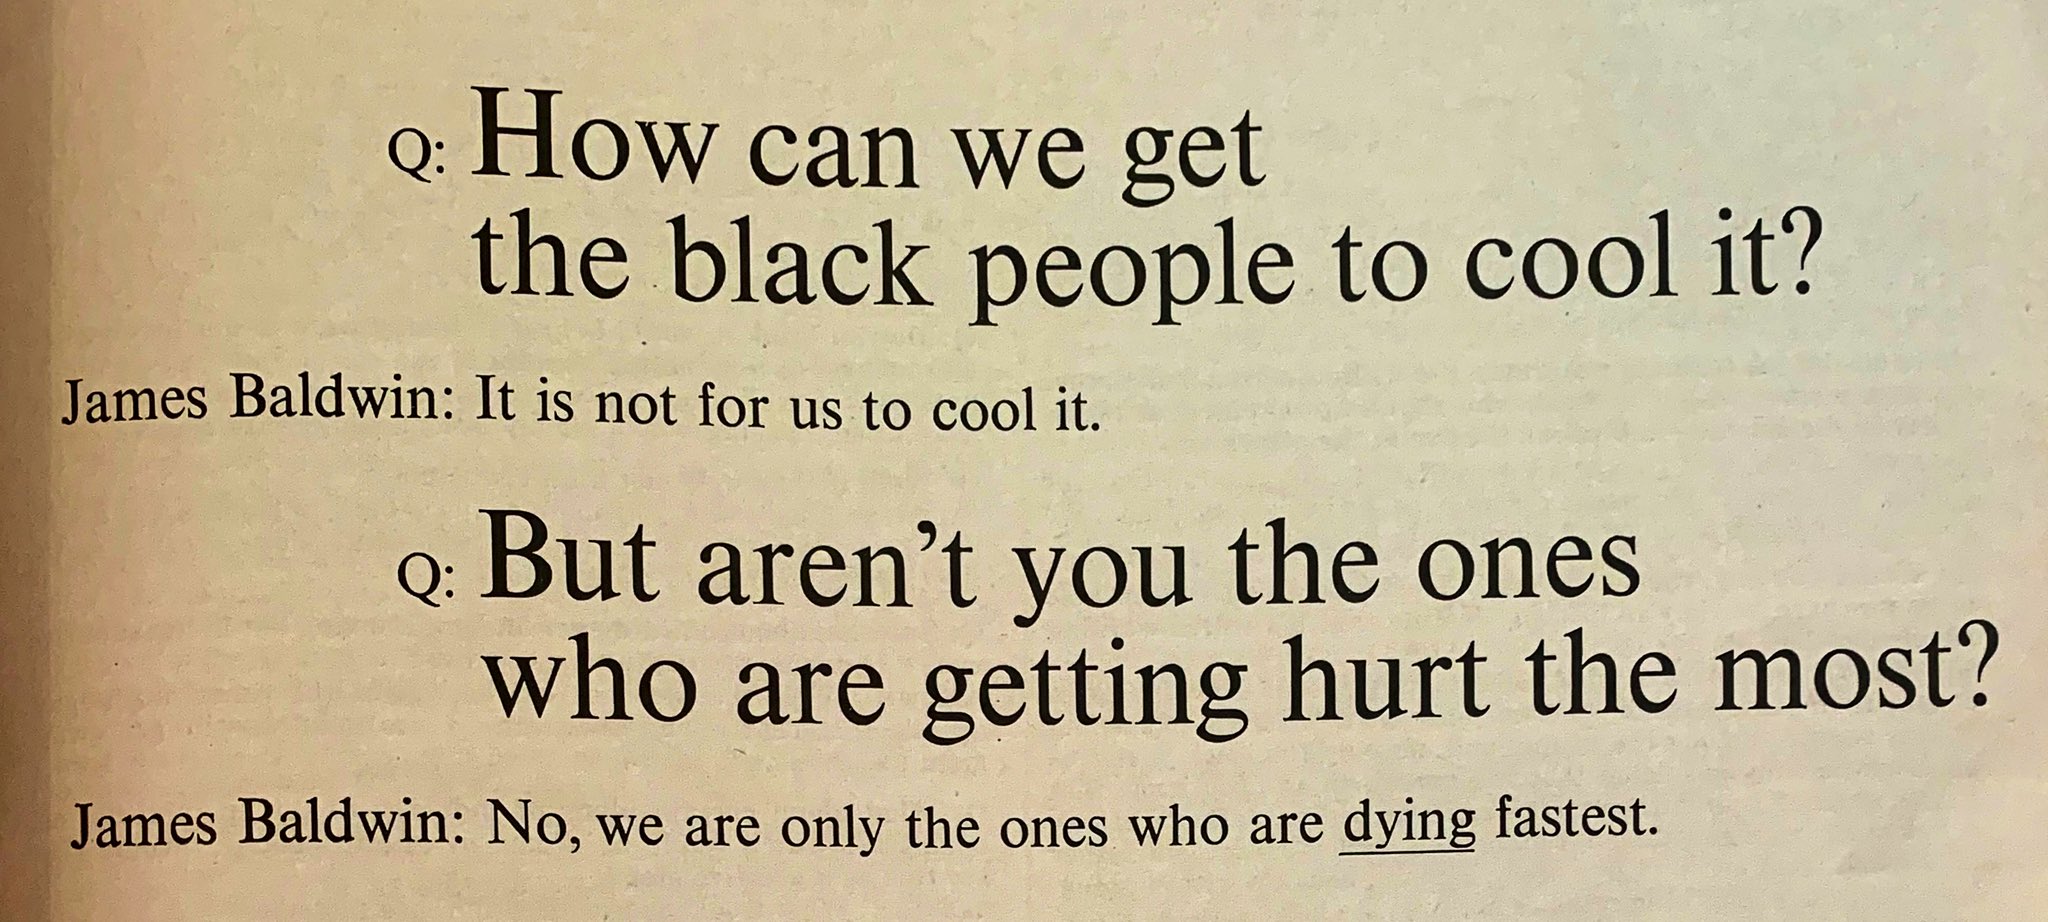 Q: How can we get
the black people to cool it?
James Baldwin: It is not for us to cool it.
Q: But aren’t you the ones
who are getting hurt the most?
James Baldwin: No, we are only the ones who are dying fastest.